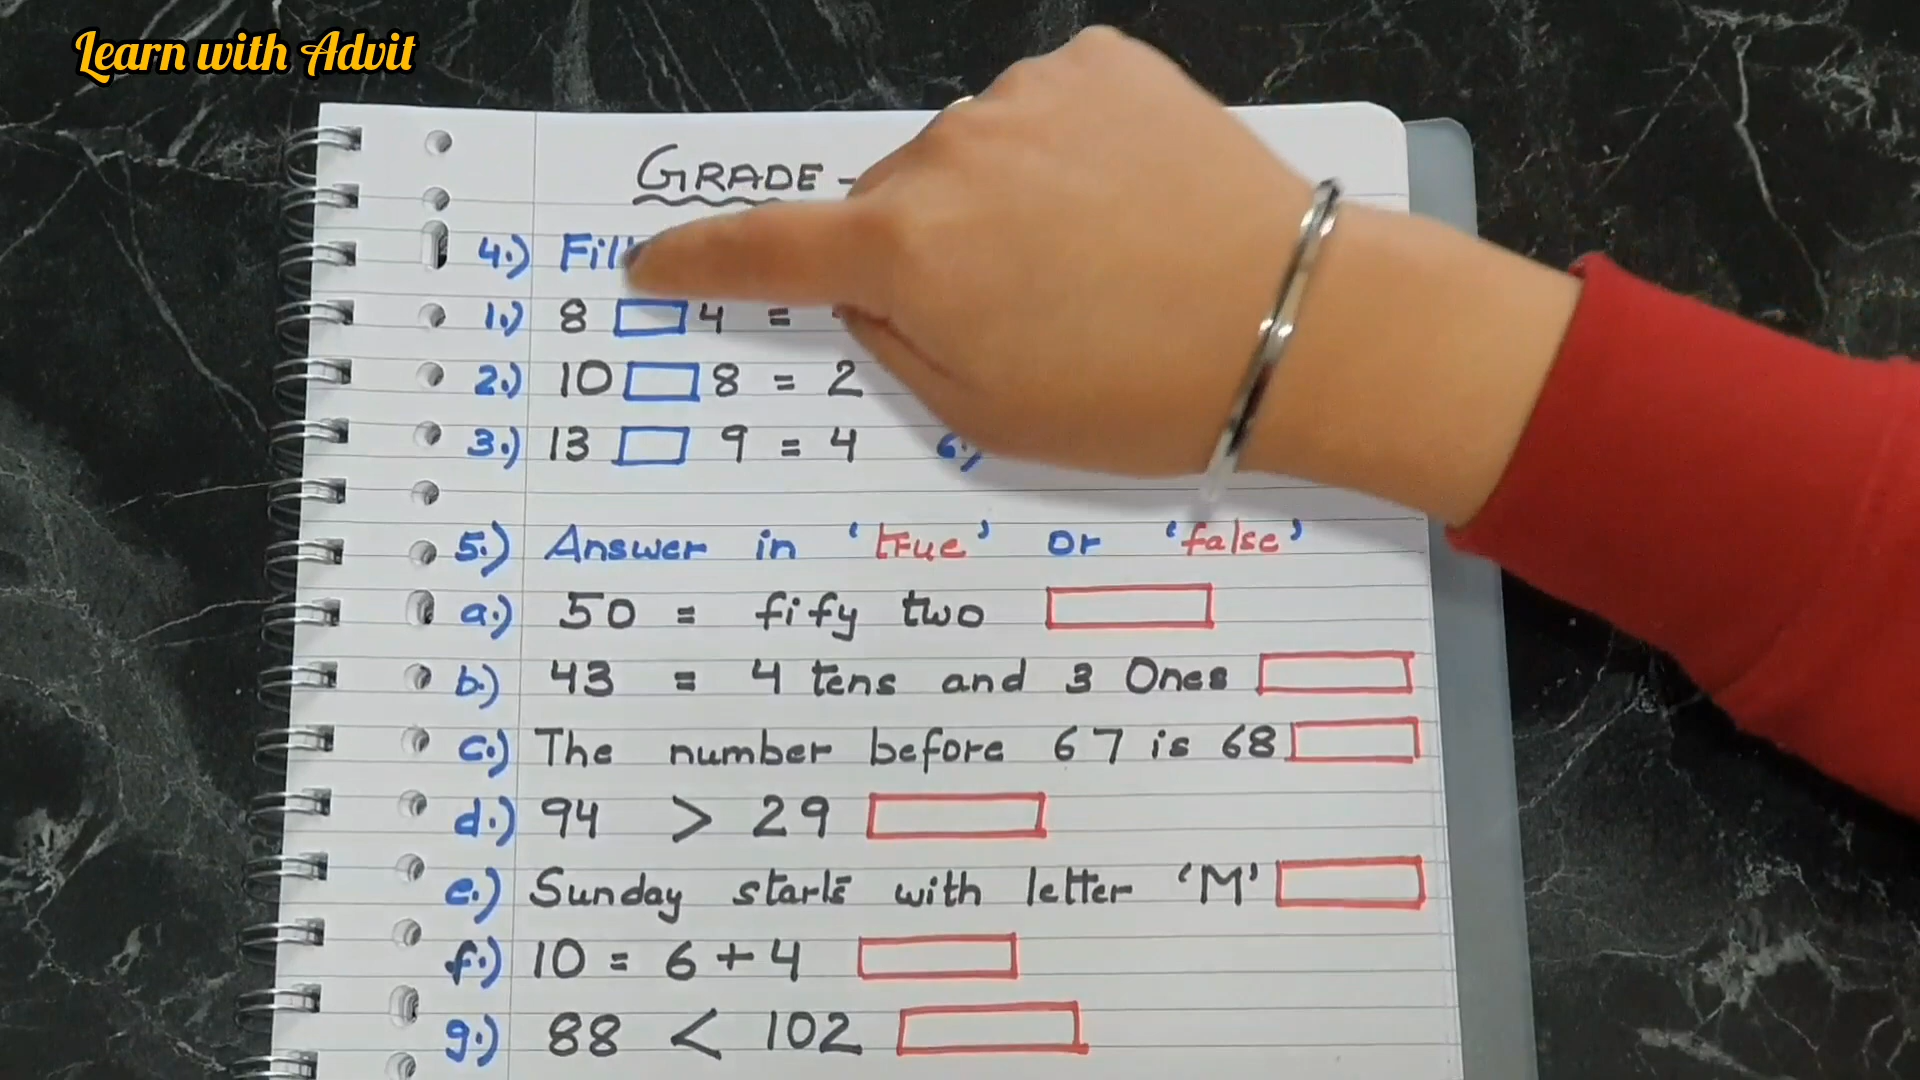 Learn with Advit
GRADE -
4.)
1.) 8 4 =
2.) 10 8 = 2
3.) 13 9 = 4 6.)
5.) Answer in 'true' or 'false'
a.) 50 = fify two
b.) 43 = 4 tens and 3 Ones
c.) The number before 67 is 68
d.) 94 > 29
e.) Sunday starts with letter 'M'
f.) 10 = 6 + 4
g.) 88 < 102